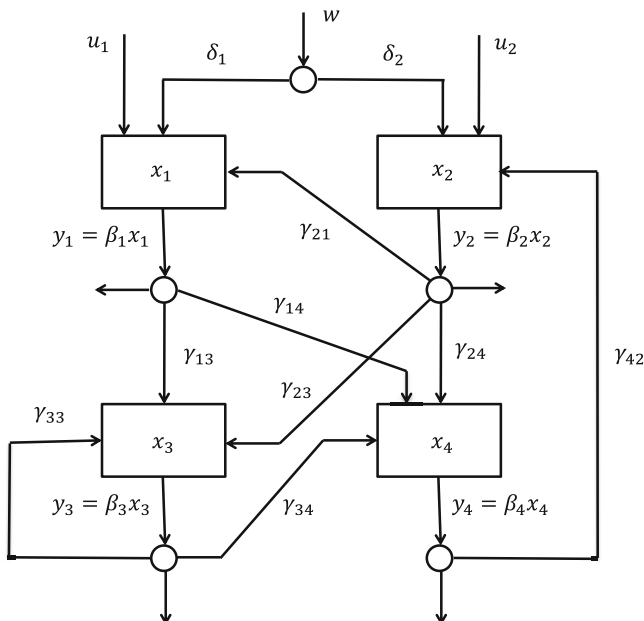 w
u₁
δ₁
δ₂
u₂
x₁
x₂
y₁ = β₁x₁
γ₂₁
y₂ = β₂x₂
γ₁₄
γ₁₃
γ₂₄
γ₄₂
γ₂₃
γ₃₃
x₃
x₄
y₃ = β₃x₃
γ₃₄
y₄ = β₄x₄